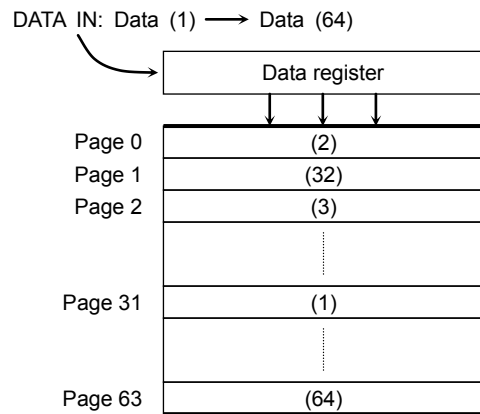 DATA IN: Data (1) Data (64)
Data register
Page 0 (2)
Page 1 (32)
Page 2 (3)
Page 31 (1)
Page 63 (64)